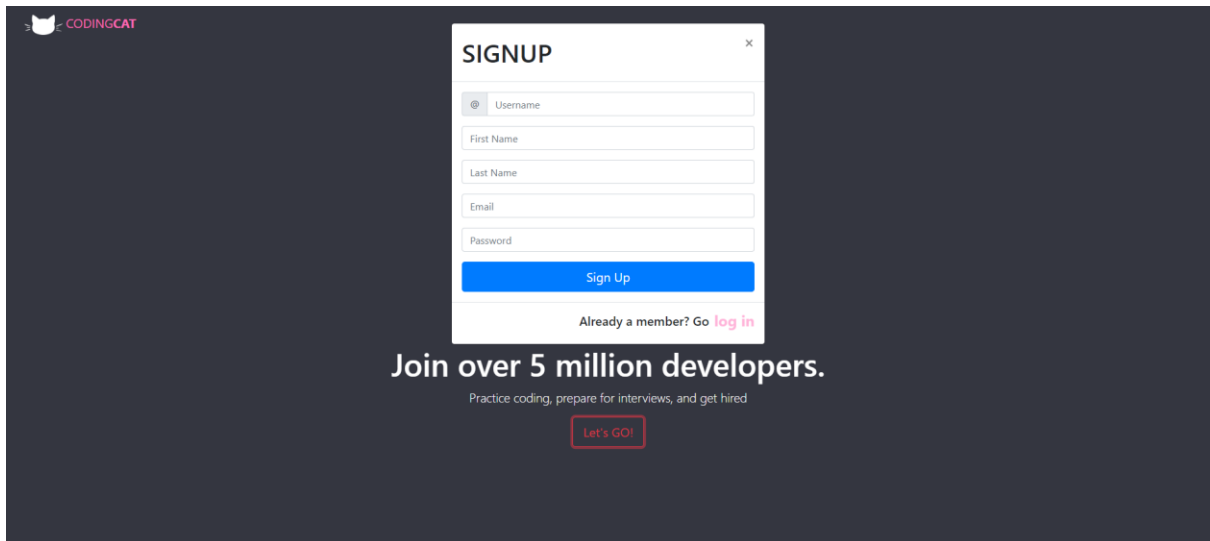 CODINGCAT
SIGNUP
×
@ Username
First Name
Last Name
Email
Password
Sign Up
Already a member? Go log in
Join over 5 million developers.
Practice coding, prepare for interviews, and get hired
Let's GO!